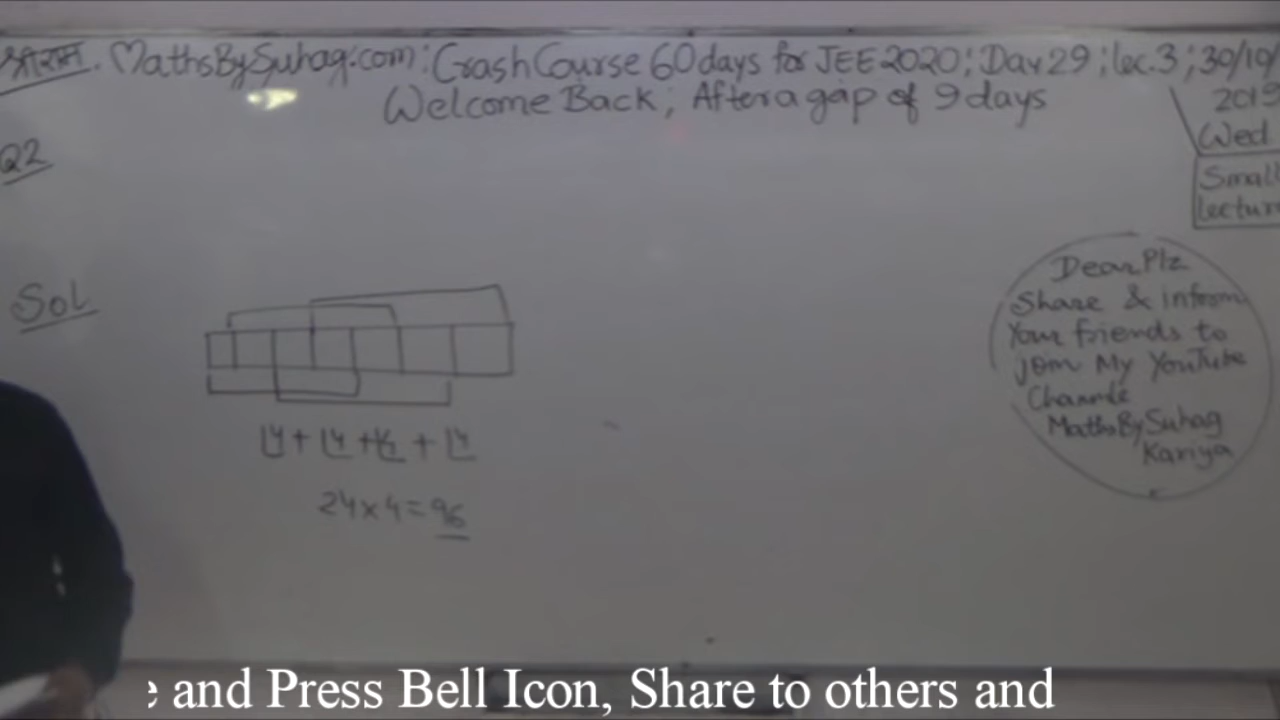 श्रीराम. MathsBySuhag.com: Crash Course 60 days for JEE 2020; Day 29; lec.3; 30/10/
2019
Welcome Back, After a gap of 9 days
Wed
Small
Lecture
Q2
Sol
Dear Plz
Share & inform
Your friends to
join My YouTube
MathsBySuhag
Kariya
24×4=96
and Press Bell Icon, Share to others and